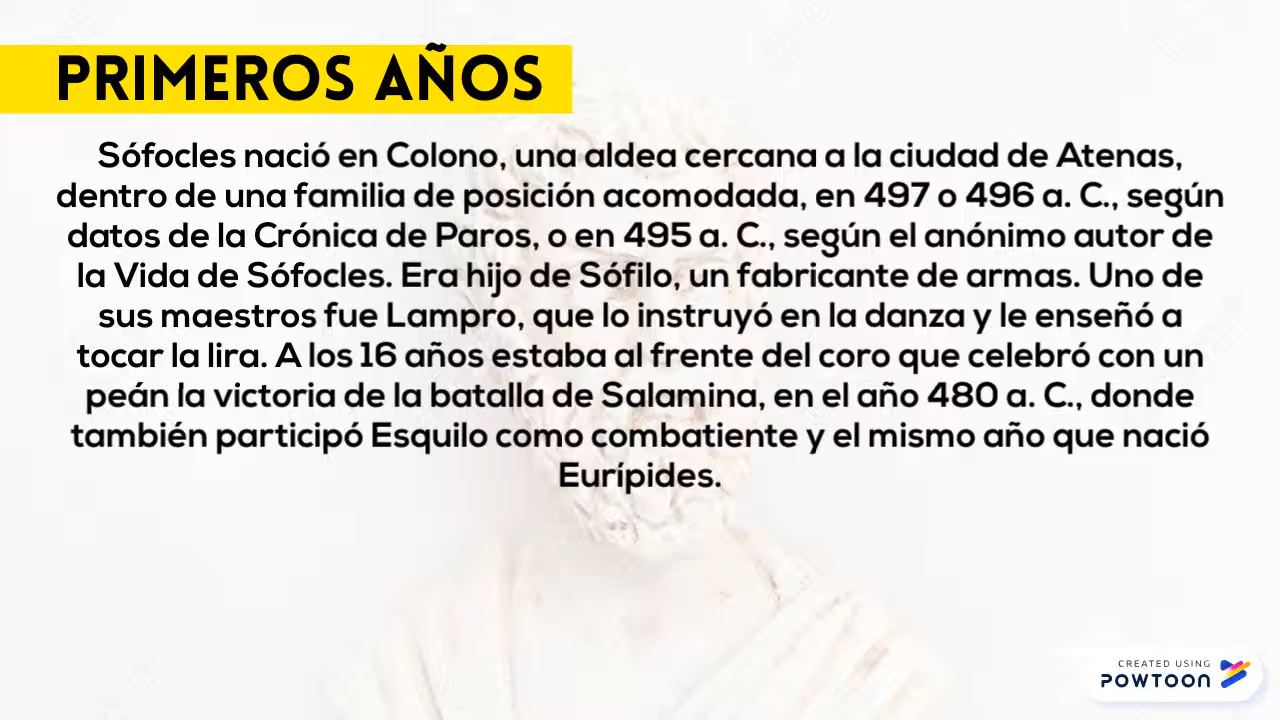 PRIMEROS AÑOS
Sófocles nació en Colono, una aldea cercana a la ciudad de Atenas,
dentro de una familia de posición acomodada, en 497 o 496 a. C., según
datos de la Crónica de Paros, o en 495 a. C., según el anónimo autor de
la Vida de Sófocles. Era hijo de Sófilo, un fabricante de armas. Uno de
sus maestros fue Lampro, que lo instruyó en la danza y le enseñó a
tocar la lira. A los 16 años estaba al frente del coro que celebró con un
peán la victoria de la batalla de Salamina, en el año 480 a. C., donde
también participó Esquilo como combatiente y el mismo año que nació
Eurípides.
CREATED USING
POWTOON